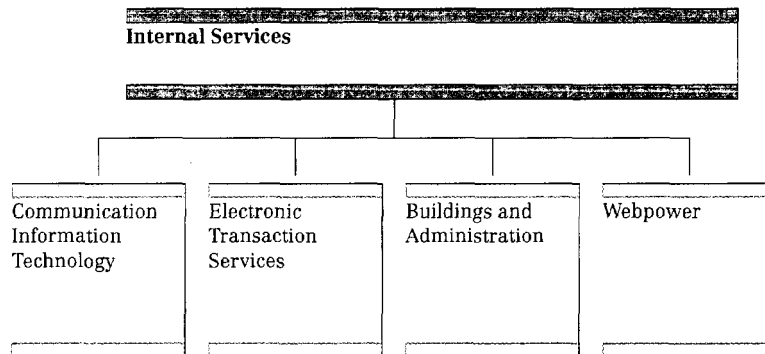 Internal Services
Communication
Information
Technology
Electronic
Transaction
Services
Buildings and
Administration
Webpower